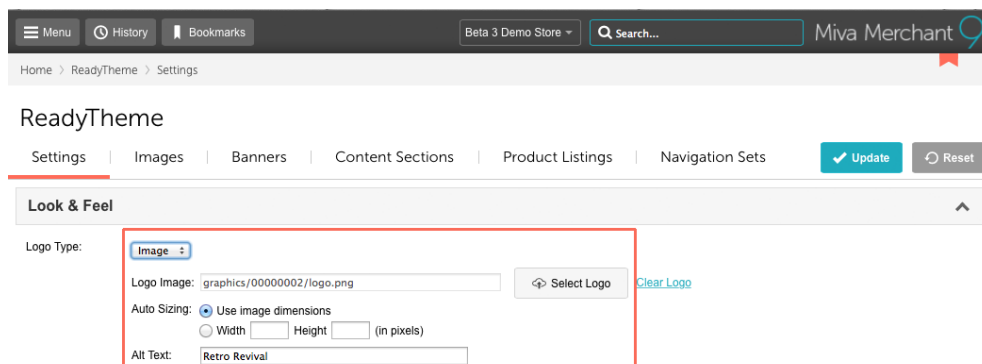 Menu History Bookmarks Beta 3 Demo Store Search... Miva Merchant 9
Home > ReadyTheme > Settings
ReadyTheme
Settings | Images | Banners | Content Sections | Product Listings | Navigation Sets Update Reset
Look & Feel
Logo Type: Image
Logo Image: graphics/00000002/logo.png Select Logo Clear Logo
Auto Sizing: Use image dimensions
Width Height (in pixels)
Alt Text: Retro Revival